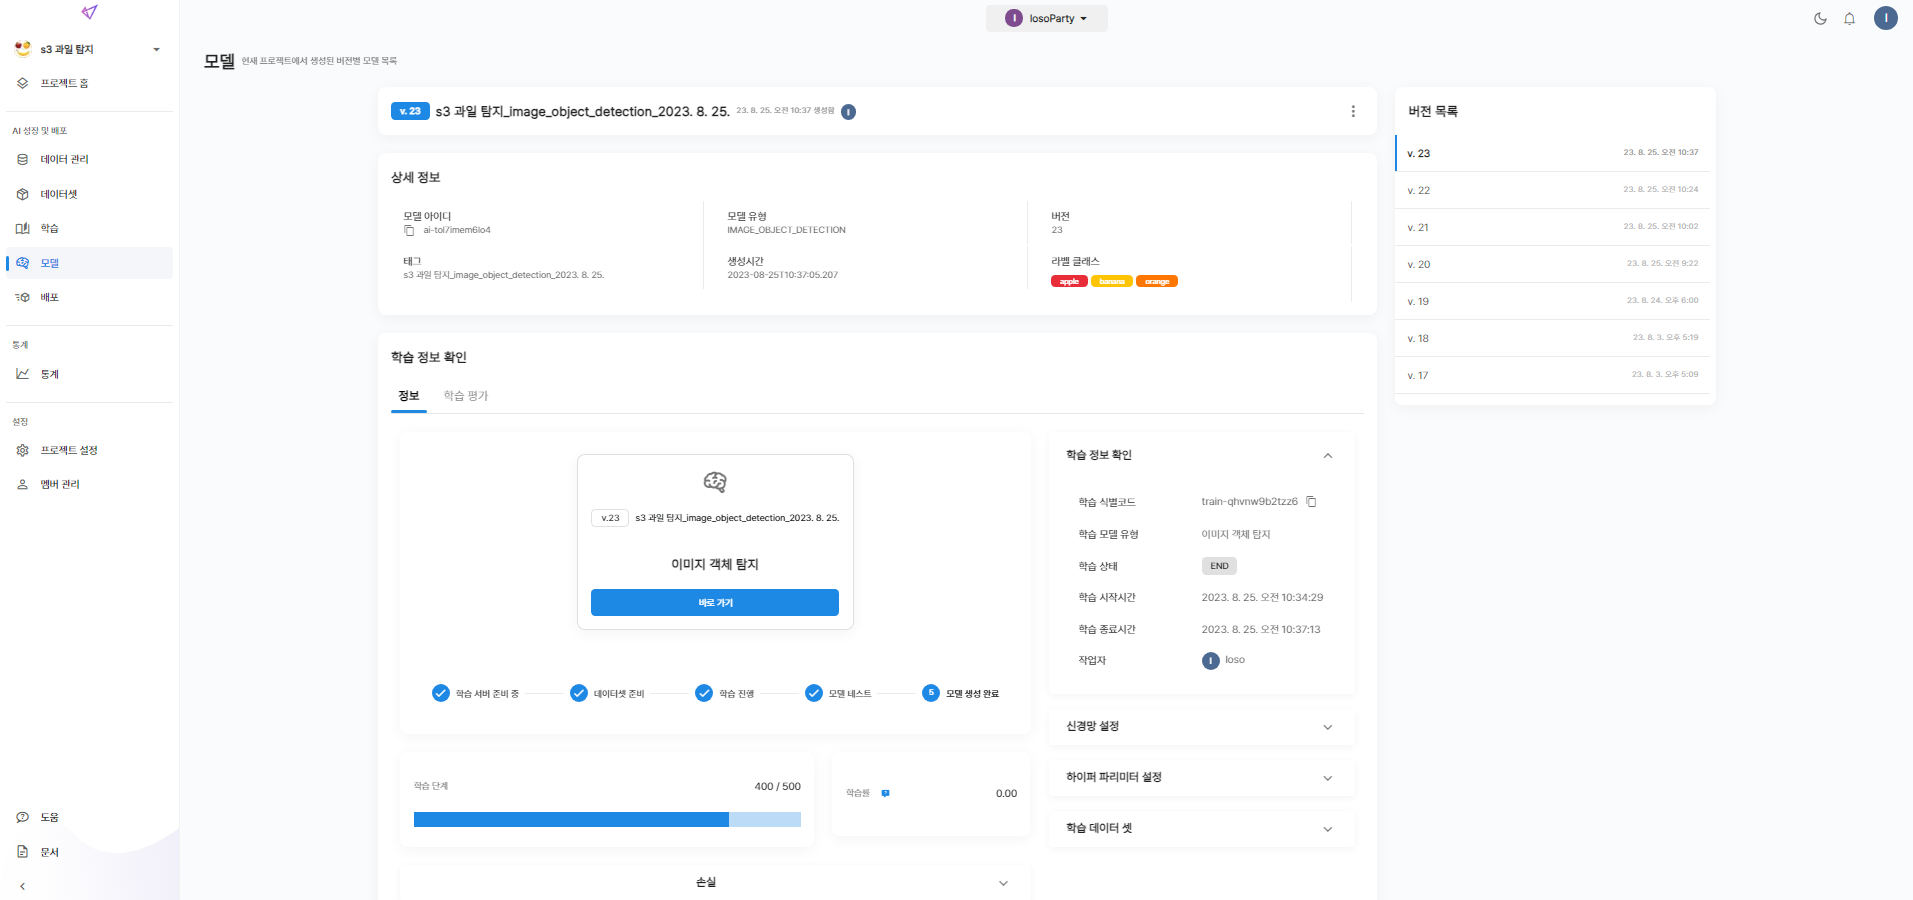 I losoParty
I
s3 과일 탐지
프로젝트 홈
AI 성장 및 배포
데이터 관리
데이터셋
학습
모델
배포
통계
통계
설정
프로젝트 설정
멤버 관리
도움
문서
모델 현재 프로젝트에서 생성된 버전별 모델 목록
v. 23 s3 과일 탐지_image_object_detection_2023. 8. 25. 23. 8. 25. 오전 10:37 생성함 I
상세 정보
모델 아이디
ai-tol7imem6lo4
모델 유형
IMAGE_OBJECT_DETECTION
버전
23
태그
s3 과일 탐지_image_object_detection_2023. 8. 25.
생성시간
2023-08-25T10:37:05.207
라벨 클래스
apple banana orange
학습 정보 확인
정보 학습 평가
v.23 s3 과일 탐지_image_object_detection_2023. 8. 25.
이미지 객체 탐지
바로 가기
학습 서버 준비 중 데이터셋 준비 학습 진행 모델 테스트 5 모델 생성 완료
학습 단계 400 / 500
학습률 0.00
손실
학습 정보 확인
학습 식별코드 train-qhvnw9b2tzz6
학습 모델 유형 이미지 객체 탐지
학습 상태 END
학습 시작시간 2023. 8. 25. 오전 10:34:29
학습 종료시간 2023. 8. 25. 오전 10:37:13
작업자 I loso
신경망 설정
하이퍼 파리미터 설정
학습 데이터 셋
버전 목록
v. 23 23. 8. 25. 오전 10:37
v. 22 23. 8. 25. 오전 10:24
v. 21 23. 8. 25. 오전 10:02
v. 20 23. 8. 25. 오전 9:22
v. 19 23. 8. 24. 오후 6:00
v. 18 23. 8. 3. 오후 5:19
v. 17 23. 8. 3. 오후 5:09